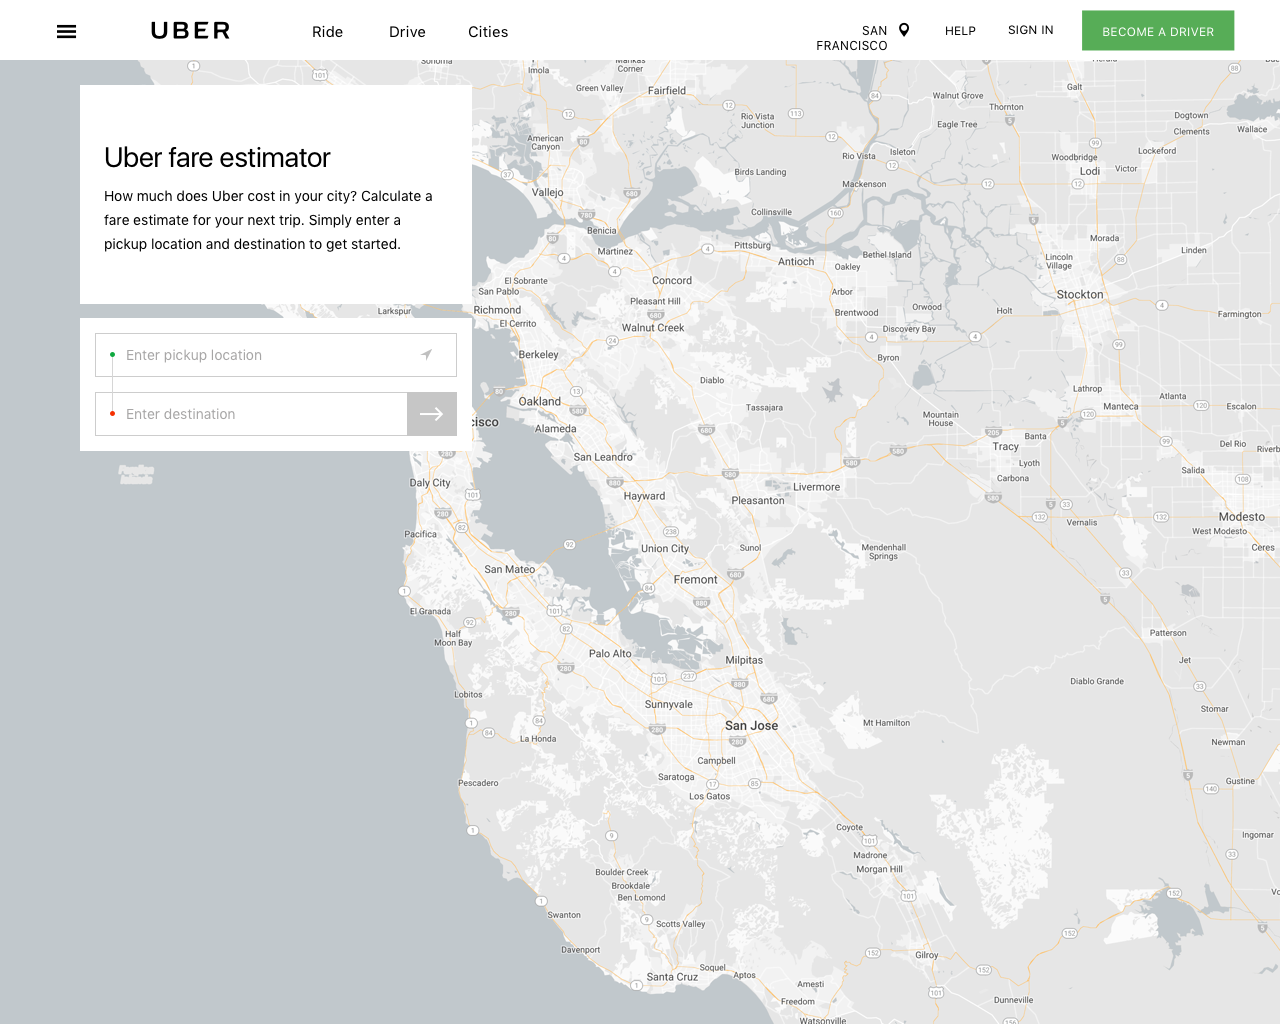 UBER
Ride
Drive
Cities
SAN
FRANCISCO
HELP
SIGN IN
BECOME A DRIVER
Uber fare estimator
How much does Uber cost in your city? Calculate a
fare estimate for your next trip. Simply enter a
pickup location and destination to get started.
Enter pickup location
Enter destination
Sonoma
Imola
Corner
Green Valley
Fairfield
Walnut Grove
Galt
Thornton
Dogtown
Clements
Wallace
Rio Vista
Junction
Eagle Tree
American
Canyon
Rio Vista
Isleton
Woodbridge
Lockeford
Lodi
Victor
Birds Landing
Mackenson
Vallejo
Collinsville
Benicia
Martinez
Pittsburg
Antioch
Oakley
Bethel Island
Morada
Linden
Lincoln
Village
El Sobrante
San Pablo
Concord
Arbor
Stockton
Larkspur
Richmond
El Cerrito
Pleasant Hill
Walnut Creek
Brentwood
Orwood
Discovery Bay
Holt
Farmington
Berkeley
Byron
Diablo
Lathrop
Oakland
Tassajara
Mountain
House
Manteca
Atlanta
Escalon
cisco
Alameda
San Leandro
Banta
Tracy
Del Rio
Riverb
Lyoth
Salida
Carbona
Daly City
Hayward
Pleasanton
Livermore
Vernalis
Modesto
West Modesto
Ceres
Pacifica
Union City
Sunol
Mendenhall
Springs
San Mateo
Fremont
El Granada
Half
Moon Bay
Patterson
Palo Alto
Milpitas
Jet
Diablo Grande
Lobitos
Sunnyvale
San Jose
Stomar
Mt Hamilton
La Honda
Newman
Campbell
Saratoga
Pescadero
Los Gatos
Gustine
Coyote
Ingomar
Madrone
Morgan Hill
Boulder Creek
Brookdale
Ben Lomond
Swanton
Scotts Valley
Davenport
Gilroy
Soquel
Santa Cruz
Aptos
Amesti
Freedom
Dunneville
Watsonville